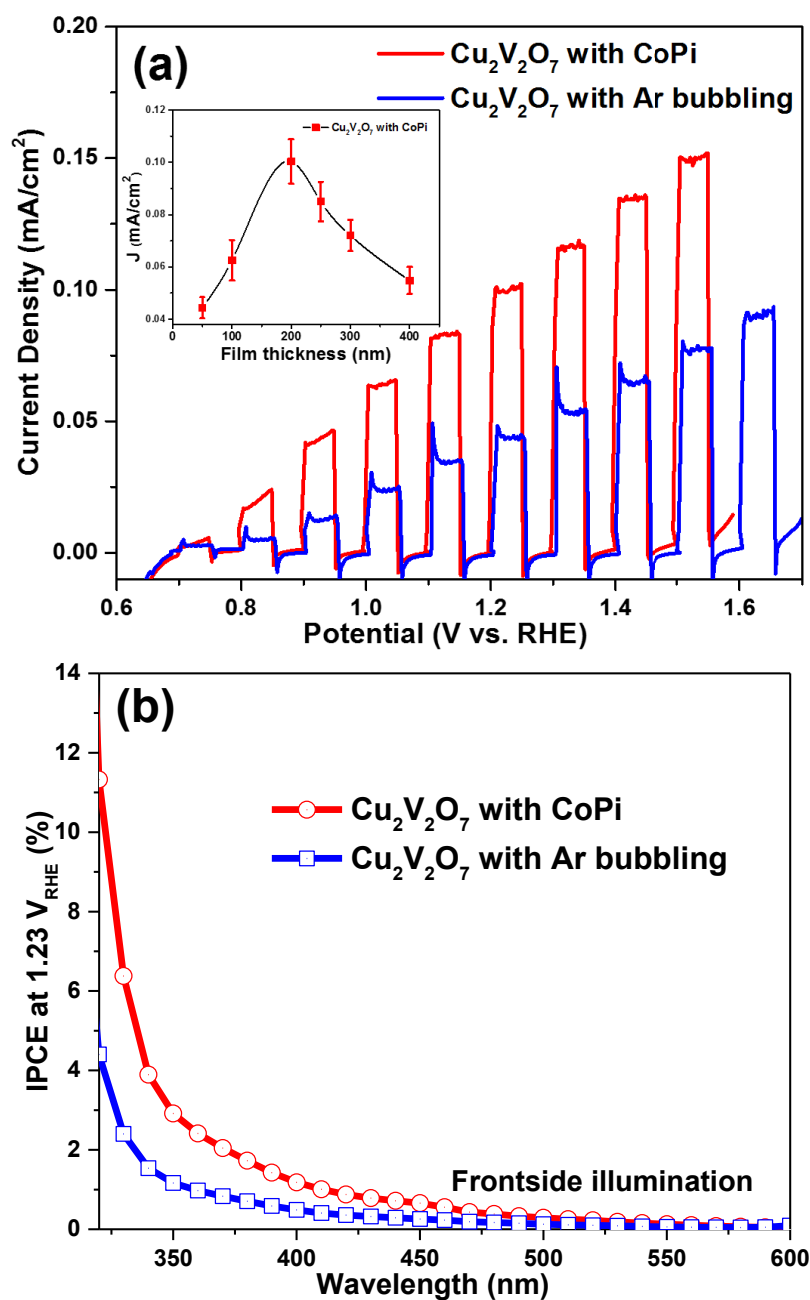 (a)
Cu₂V₂O₇ with CoPi
Cu₂V₂O₇ with Ar bubbling
0.20
0.15
0.10
0.05
0.00
Current Density (mA/cm²)
0.12
0.10
0.08
0.06
0.04
J (mA/cm²)
Cu₂V₂O₇ with CoPi
0 100 200 300 400
Film thickness (nm)
0.6 0.8 1.0 1.2 1.4 1.6
Potential (V vs. RHE)
(b)
14
12
10
8
6
4
2
0
IPCE at 1.23 V_RHE (%)
Cu₂V₂O₇ with CoPi
Cu₂V₂O₇ with Ar bubbling
Frontside illumination
350 400 450 500 550 600
Wavelength (nm)